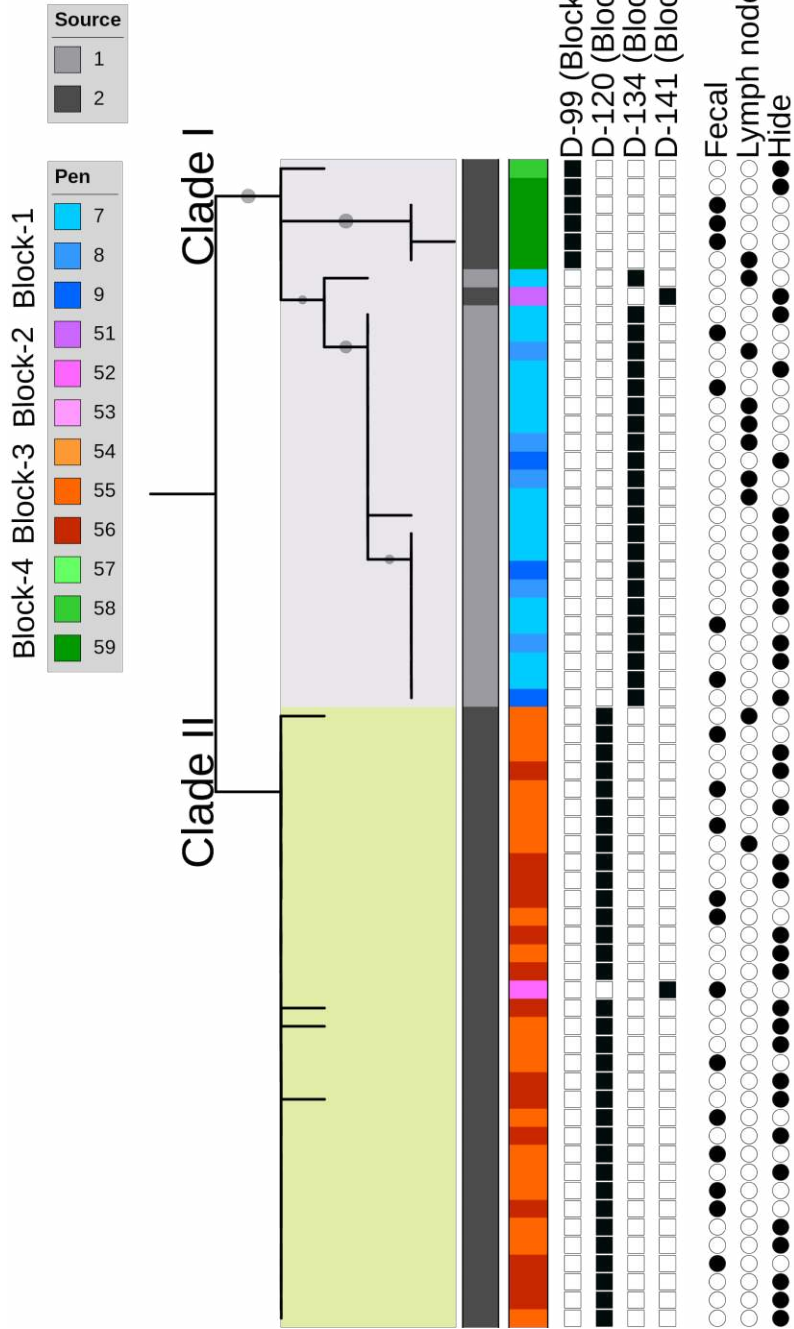 Source
1
2
Pen
7
8
9
51
52
53
54
55
56
57
58
59
Block-1
Block-2
Block-3
Block-4
Clade I
Clade II
D-99 (Block
D-120 (Bloc
D-134 (Bloc
D-141 (Bloc
Fecal
Lymph node
Hide